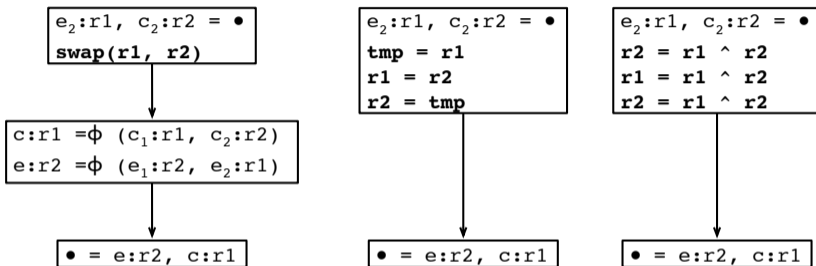 e₂:r1, c₂:r2 = ●
swap(r1, r2)
c:r1 =ϕ (c₁:r1, c₂:r2)
e:r2 =ϕ (e₁:r2, e₂:r1)
● = e:r2, c:r1
e₂:r1, c₂:r2 = ●
tmp = r1
r1 = r2
r2 = tmp
● = e:r2, c:r1
e₂:r1, c₂:r2 = ●
r2 = r1 ^ r2
r1 = r1 ^ r2
r2 = r1 ^ r2
● = e:r2, c:r1